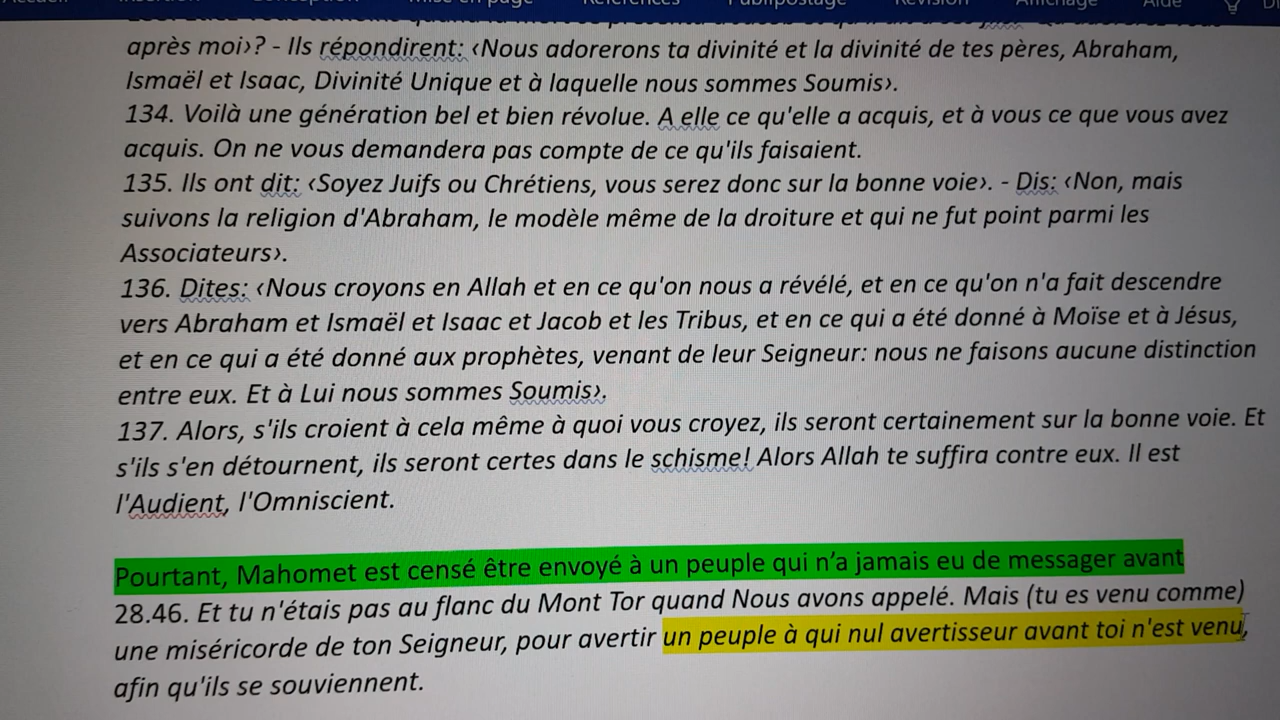 Affichage
Aide
après moi›? - Ils répondirent: ‹Nous adorerons ta divinité et la divinité de tes pères, Abraham,
Ismaël et Isaac, Divinité Unique et à laquelle nous sommes Soumis›.
134. Voilà une génération bel et bien révolue. A elle ce qu'elle a acquis, et à vous ce que vous avez
acquis. On ne vous demandera pas compte de ce qu'ils faisaient.
135. Ils ont dit: ‹Soyez Juifs ou Chrétiens, vous serez donc sur la bonne voie›. - Dis: ‹Non, mais
suivons la religion d'Abraham, le modèle même de la droiture et qui ne fut point parmi les
Associateurs›.
136. Dites: ‹Nous croyons en Allah et en ce qu'on nous a révélé, et en ce qu'on n'a fait descendre
vers Abraham et Ismaël et Isaac et Jacob et les Tribus, et en ce qui a été donné à Moïse et à Jésus,
et en ce qui a été donné aux prophètes, venant de leur Seigneur: nous ne faisons aucune distinction
entre eux. Et à Lui nous sommes Soumis›.
137. Alors, s'ils croient à cela même à quoi vous croyez, ils seront certainement sur la bonne voie. Et
s'ils s'en détournent, ils seront certes dans le schisme! Alors Allah te suffira contre eux. Il est
l'Audient, l'Omniscient.
Pourtant, Mahomet est censé être envoyé à un peuple qui n’a jamais eu de messager avant
28.46. Et tu n'étais pas au flanc du Mont Tor quand Nous avons appelé. Mais (tu es venu comme)
une miséricorde de ton Seigneur, pour avertir un peuple à qui nul avertisseur avant toi n'est venu,
afin qu'ils se souviennent.